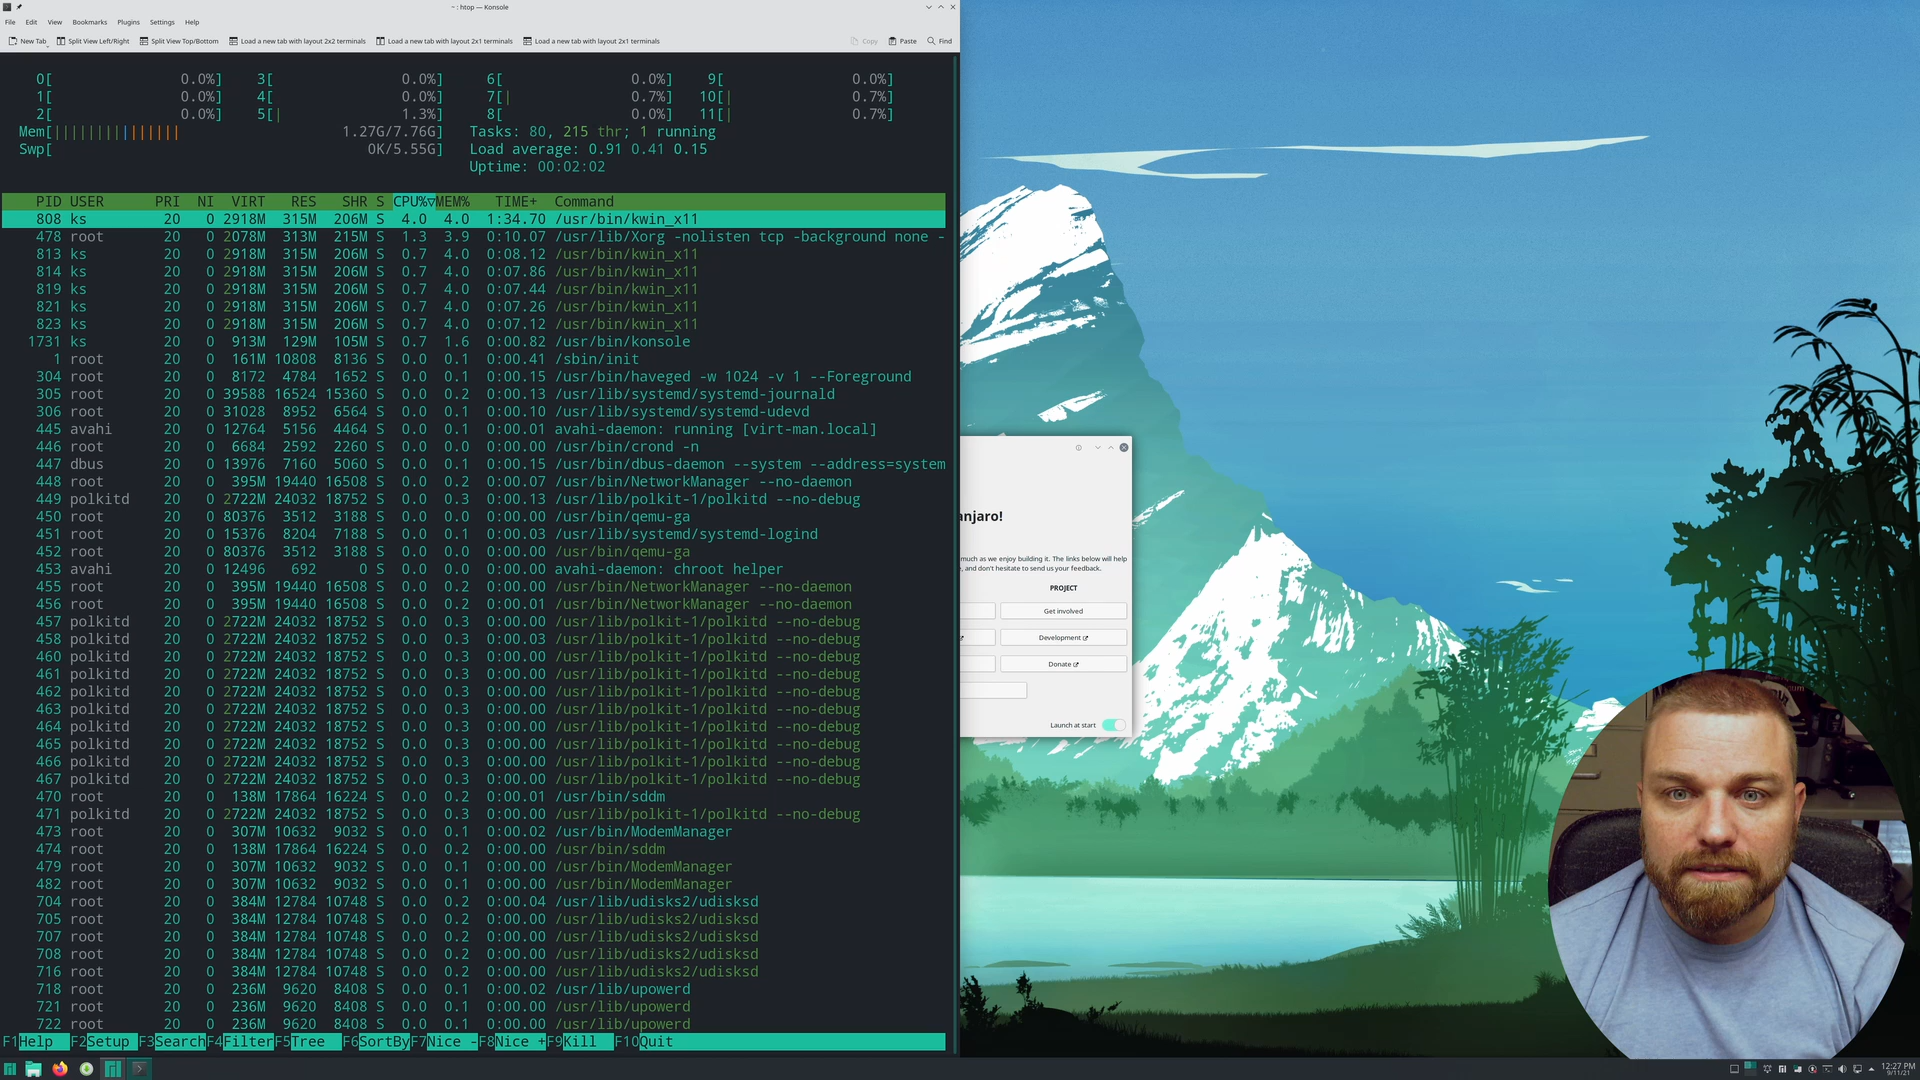 ~ : htop — Konsole
File Edit View Bookmarks Plugins Settings Help
New Tab Split View Left/Right Split View Top/Bottom Load a new tab with layout 2x2 terminals Load a new tab with layout 2x1 terminals Load a new tab with layout 2x1 terminals Copy Paste Find
0[ 0.0%] 3[ 0.0%] 6[ 0.0%] 9[ 0.0%]
1[ 0.0%] 4[ 0.0%] 7[| 0.7%] 10[| 0.7%]
2[ 0.0%] 5[| 1.3%] 8[ 0.0%] 11[| 0.7%]
Mem[||||||||||||||| 1.27G/7.76G] Tasks: 80, 215 thr; 1 running
Swp[ 0K/5.55G] Load average: 0.91 0.41 0.15
Uptime: 00:02:02
PID USER PRI NI VIRT RES SHR S CPU%▽MEM% TIME+ Command
808 ks 20 0 2918M 315M 206M S 4.0 4.0 1:34.70 /usr/bin/kwin_x11
478 root 20 0 2078M 313M 215M S 1.3 3.9 0:10.07 /usr/lib/Xorg -nolisten tcp -background none -
813 ks 20 0 2918M 315M 206M S 0.7 4.0 0:08.12 /usr/bin/kwin_x11
814 ks 20 0 2918M 315M 206M S 0.7 4.0 0:07.86 /usr/bin/kwin_x11
819 ks 20 0 2918M 315M 206M S 0.7 4.0 0:07.44 /usr/bin/kwin_x11
821 ks 20 0 2918M 315M 206M S 0.7 4.0 0:07.26 /usr/bin/kwin_x11
823 ks 20 0 2918M 315M 206M S 0.7 4.0 0:07.12 /usr/bin/kwin_x11
1731 ks 20 0 913M 129M 105M S 0.7 1.6 0:00.82 /usr/bin/konsole
1 root 20 0 161M 10808 8136 S 0.0 0.1 0:00.41 /sbin/init
304 root 20 0 8172 4784 1652 S 0.0 0.1 0:00.15 /usr/bin/haveged -w 1024 -v 1 --Foreground
305 root 20 0 39588 16524 15360 S 0.0 0.2 0:00.13 /usr/lib/systemd/systemd-journald
306 root 20 0 31028 8952 6564 S 0.0 0.1 0:00.10 /usr/lib/systemd/systemd-udevd
445 avahi 20 0 12764 5156 4464 S 0.0 0.1 0:00.01 avahi-daemon: running [virt-man.local]
446 root 20 0 6684 2592 2260 S 0.0 0.0 0:00.00 /usr/bin/crond -n
447 dbus 20 0 13976 7160 5060 S 0.0 0.1 0:00.15 /usr/bin/dbus-daemon --system --address=system
448 root 20 0 395M 19440 16508 S 0.0 0.2 0:00.07 /usr/bin/NetworkManager --no-daemon
449 polkitd 20 0 2722M 24032 18752 S 0.0 0.3 0:00.13 /usr/lib/polkit-1/polkitd --no-debug
450 root 20 0 80376 3512 3188 S 0.0 0.0 0:00.00 /usr/bin/qemu-ga
451 root 20 0 15376 8204 7188 S 0.0 0.1 0:00.03 /usr/lib/systemd/systemd-logind
452 root 20 0 80376 3512 3188 S 0.0 0.0 0:00.00 /usr/bin/qemu-ga
453 avahi 20 0 12496 692 0 S 0.0 0.0 0:00.00 avahi-daemon: chroot helper
455 root 20 0 395M 19440 16508 S 0.0 0.2 0:00.00 /usr/bin/NetworkManager --no-daemon
456 root 20 0 395M 19440 16508 S 0.0 0.2 0:00.01 /usr/bin/NetworkManager --no-daemon
457 polkitd 20 0 2722M 24032 18752 S 0.0 0.3 0:00.00 /usr/lib/polkit-1/polkitd --no-debug
458 polkitd 20 0 2722M 24032 18752 S 0.0 0.3 0:00.03 /usr/lib/polkit-1/polkitd --no-debug
460 polkitd 20 0 2722M 24032 18752 S 0.0 0.3 0:00.00 /usr/lib/polkit-1/polkitd --no-debug
461 polkitd 20 0 2722M 24032 18752 S 0.0 0.3 0:00.00 /usr/lib/polkit-1/polkitd --no-debug
462 polkitd 20 0 2722M 24032 18752 S 0.0 0.3 0:00.00 /usr/lib/polkit-1/polkitd --no-debug
463 polkitd 20 0 2722M 24032 18752 S 0.0 0.3 0:00.00 /usr/lib/polkit-1/polkitd --no-debug
464 polkitd 20 0 2722M 24032 18752 S 0.0 0.3 0:00.00 /usr/lib/polkit-1/polkitd --no-debug
465 polkitd 20 0 2722M 24032 18752 S 0.0 0.3 0:00.00 /usr/lib/polkit-1/polkitd --no-debug
466 polkitd 20 0 2722M 24032 18752 S 0.0 0.3 0:00.00 /usr/lib/polkit-1/polkitd --no-debug
467 polkitd 20 0 2722M 24032 18752 S 0.0 0.3 0:00.00 /usr/lib/polkit-1/polkitd --no-debug
470 root 20 0 138M 17864 16224 S 0.0 0.2 0:00.01 /usr/bin/sddm
471 polkitd 20 0 2722M 24032 18752 S 0.0 0.3 0:00.00 /usr/lib/polkit-1/polkitd --no-debug
473 root 20 0 307M 10632 9032 S 0.0 0.1 0:00.02 /usr/bin/ModemManager
474 root 20 0 138M 17864 16224 S 0.0 0.2 0:00.00 /usr/bin/sddm
479 root 20 0 307M 10632 9032 S 0.0 0.1 0:00.00 /usr/bin/ModemManager
482 root 20 0 307M 10632 9032 S 0.0 0.1 0:00.00 /usr/bin/ModemManager
704 root 20 0 384M 12784 10748 S 0.0 0.2 0:00.04 /usr/lib/udisks2/udisksd
705 root 20 0 384M 12784 10748 S 0.0 0.2 0:00.00 /usr/lib/udisks2/udisksd
707 root 20 0 384M 12784 10748 S 0.0 0.2 0:00.00 /usr/lib/udisks2/udisksd
708 root 20 0 384M 12784 10748 S 0.0 0.2 0:00.00 /usr/lib/udisks2/udisksd
716 root 20 0 384M 12784 10748 S 0.0 0.2 0:00.00 /usr/lib/udisks2/udisksd
718 root 20 0 236M 9620 8408 S 0.0 0.1 0:00.02 /usr/lib/upowerd
721 root 20 0 236M 9620 8408 S 0.0 0.1 0:00.00 /usr/lib/upowerd
722 root 20 0 236M 9620 8408 S 0.0 0.1 0:00.00 /usr/lib/upowerd
F1Help F2Setup F3SearchF4FilterF5Tree F6SortByF7Nice -F8Nice +F9Kill F10Quit
anjaro!
much as we enjoy building it. The links below will help
e, and don't hesitate to send us your feedback.
PROJECT
Get involved
Development
Donate
Launch at start
12:27 PM
9/11/21